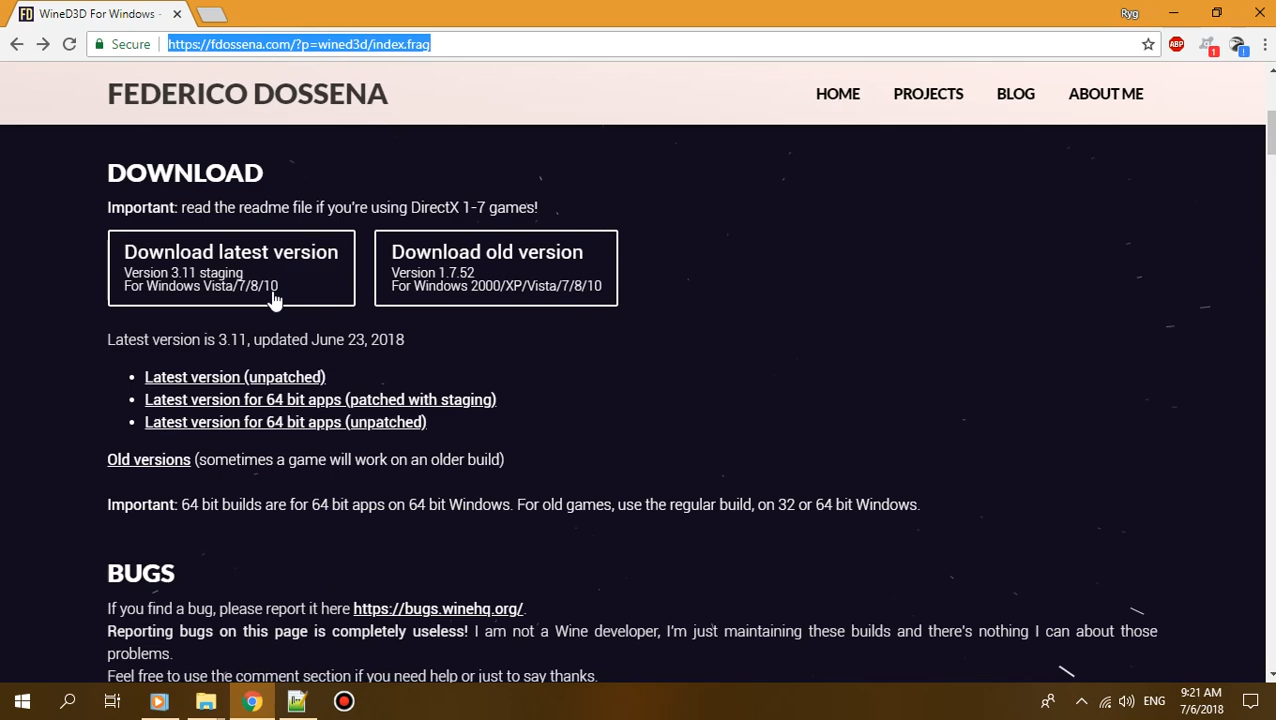 WineD3D For Windows -
Ryg
Secure
https://fdossena.com/?p=wined3d/index.frag
ABP
1
!
FEDERICO DOSSENA
HOME
PROJECTS
BLOG
ABOUT ME
DOWNLOAD
Important: read the readme file if you're using DirectX 1-7 games!
Download latest version
Version 3.11 staging
For Windows Vista/7/8/10
Download old version
Version 1.7.52
For Windows 2000/XP/Vista/7/8/10
Latest version is 3.11, updated June 23, 2018
• Latest version (unpatched)
• Latest version for 64 bit apps (patched with staging)
• Latest version for 64 bit apps (unpatched)
Old versions (sometimes a game will work on an older build)
Important: 64 bit builds are for 64 bit apps on 64 bit Windows. For old games, use the regular build, on 32 or 64 bit Windows.
BUGS
If you find a bug, please report it here https://bugs.winehq.org/.
Reporting bugs on this page is completely useless! I am not a Wine developer, I'm just maintaining these builds and there's nothing I can about those
problems.
Feel free to use the comment section if you need help or just to say thanks.
ENG
9:21 AM
7/6/2018